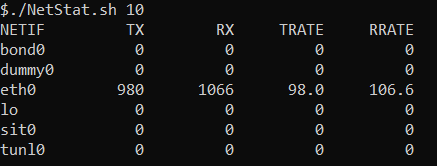 $./NetStat.sh 10
NETIF TX RX TRATE RRATE
bond0 0 0 0 0
dummy0 0 0 0 0
eth0 980 1066 98.0 106.6
lo 0 0 0 0
sit0 0 0 0 0
tunl0 0 0 0 0